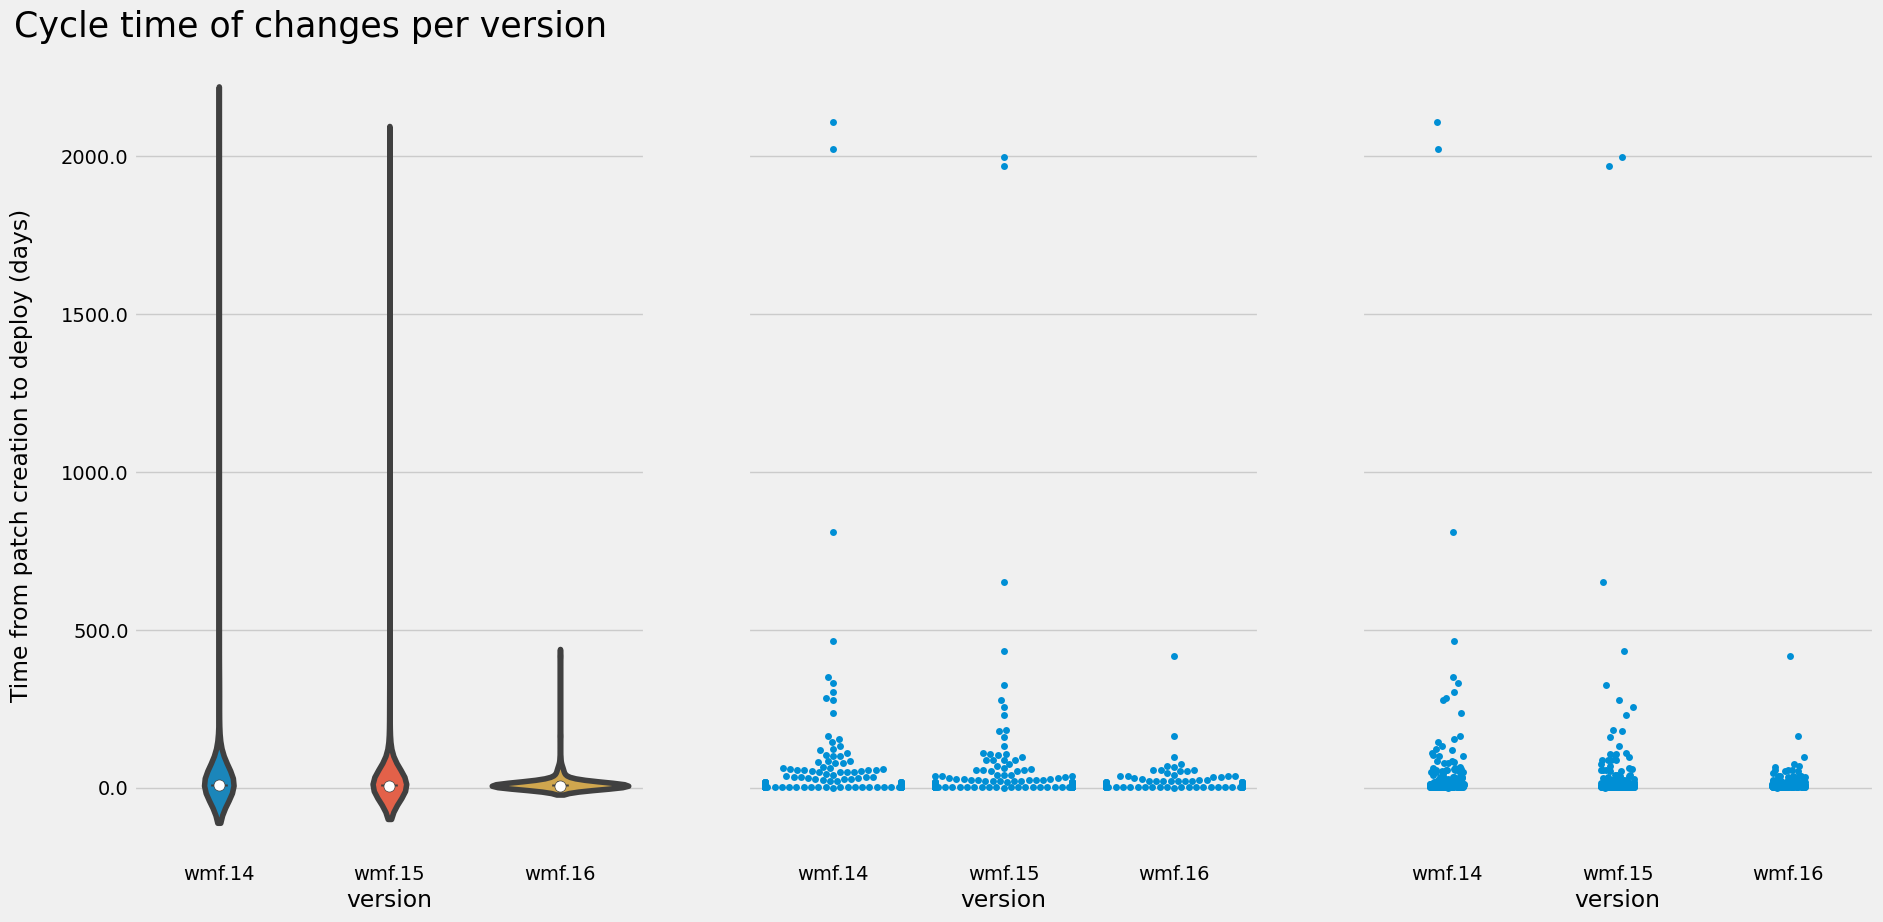 Cycle time of changes per version
Time from patch creation to deploy (days)
2000.0
1500.0
1000.0
500.0
0.0
wmf.14 wmf.15 wmf.16
version
wmf.14 wmf.15 wmf.16
version
wmf.14 wmf.15 wmf.16
version